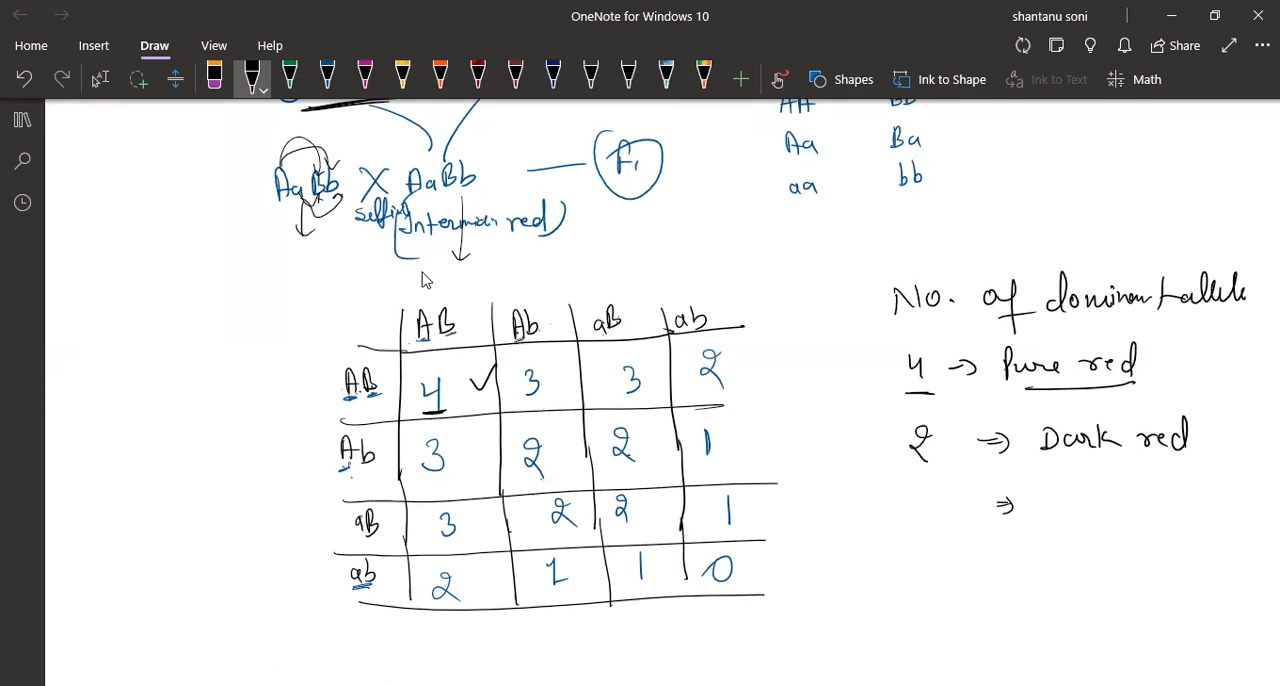 OneNote for Windows 10
shantanu soni
Home Insert Draw View Help
Share
Shapes
Ink to Shape
Ink to Text
Math
AA BB
Aa Ba
aa bb
AaBb X AaBb — F1
selfing (Intermedi red)
AB Ab aB ab
AB 4 ✓ 3 3 2
Ab 3 2 2 1
aB 3 2 2 1
ab 2 1 1 0
No. of dominant allele
4 → Pure red
2 ⇒ Dark red
⇒